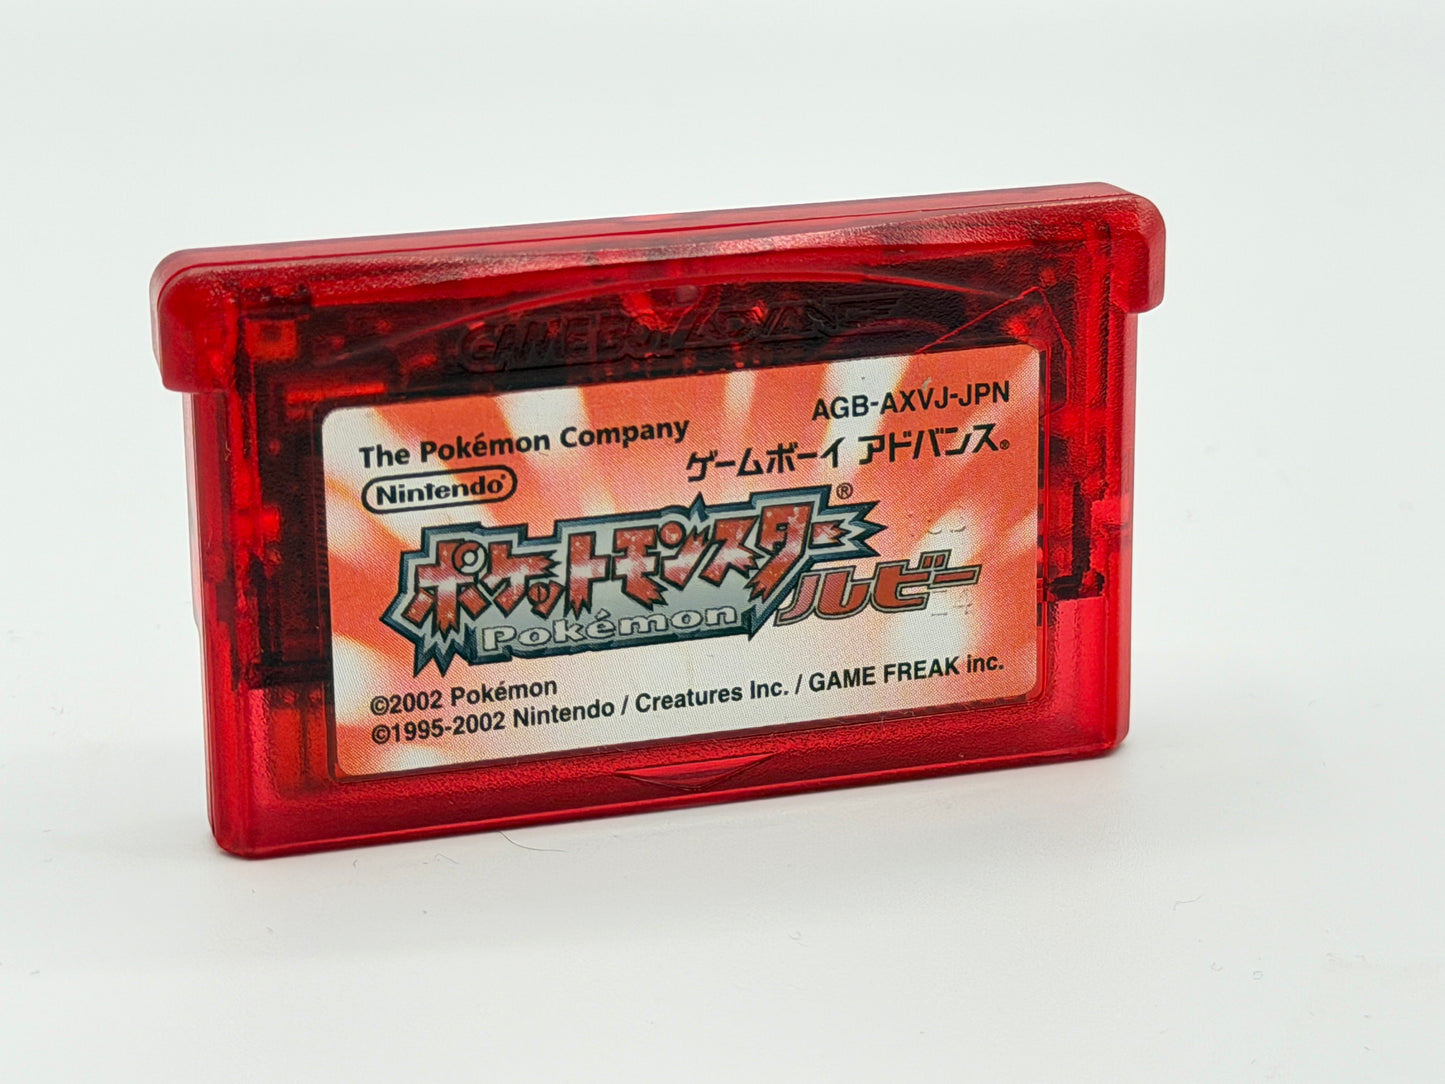 GAME BOY ADVANCE
AGB-AXVJ-JPN
The Pokémon Company
ゲームボーイ アドバンス®
Nintendo®
ポケットモンスター®
ルビー
Pokémon
©2002 Pokémon
©1995-2002 Nintendo / Creatures Inc. / GAME FREAK inc.